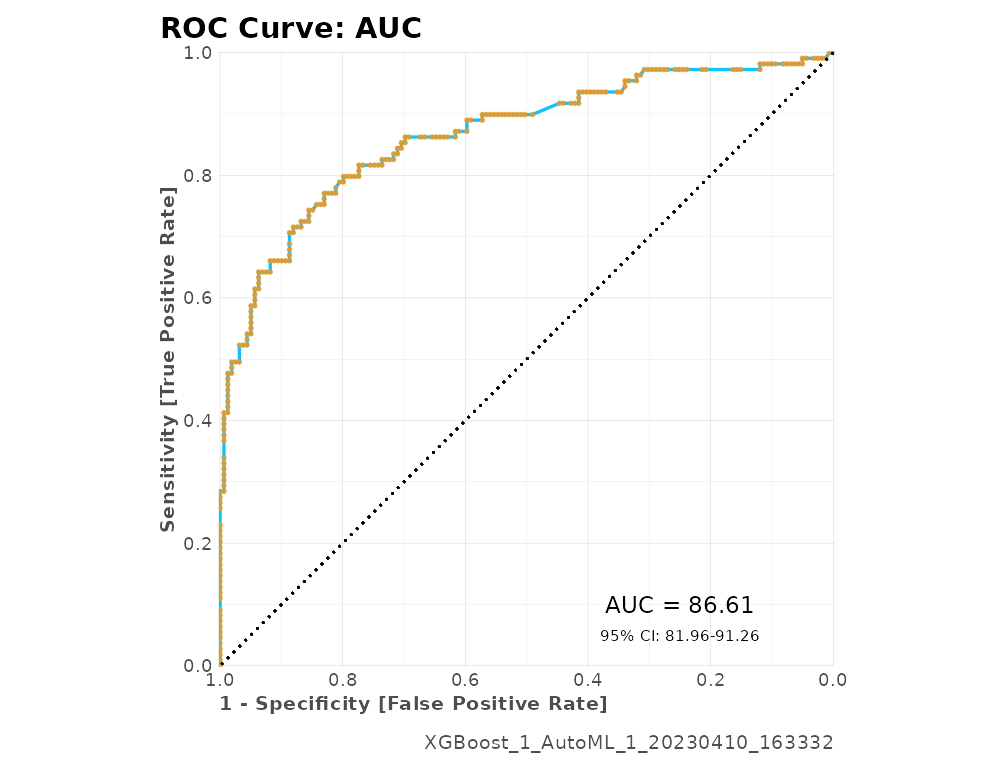 ROC Curve: AUC
Sensitivity [True Positive Rate]
1.0
0.8
0.6
0.4
0.2
0.0
AUC = 86.61
95% CI: 81.96-91.26
1.0 0.8 0.6 0.4 0.2 0.0
1 - Specificity [False Positive Rate]
XGBoost_1_AutoML_1_20230410_163332